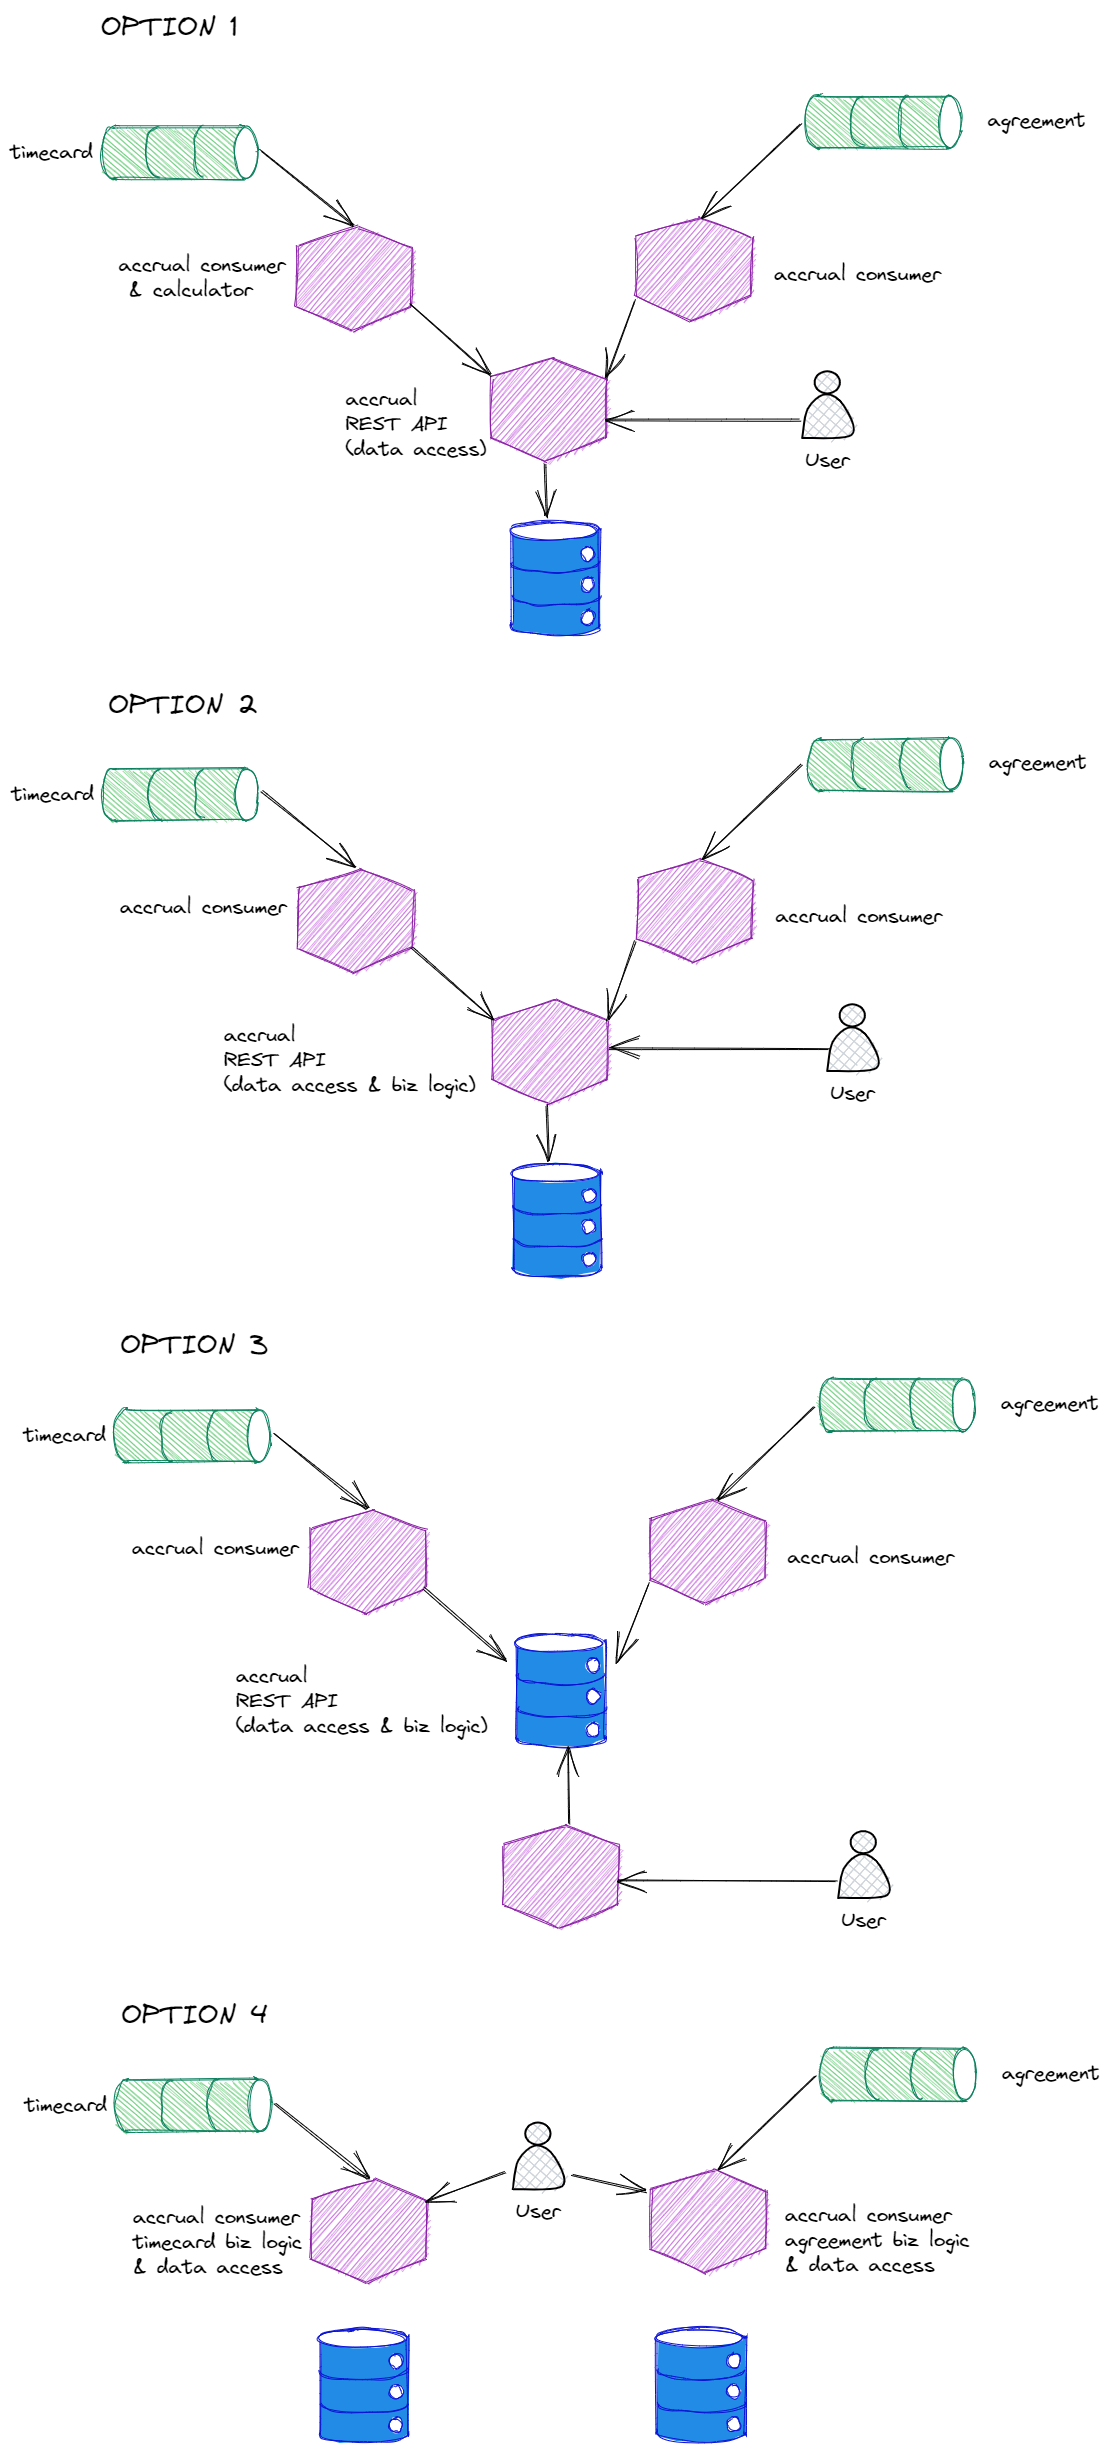 OPTION 1
timecard
agreement
accrual consumer
& calculator
accrual consumer
accrual
REST API
(data access)
User
OPTION 2
timecard
agreement
accrual consumer
accrual consumer
accrual
REST API
(data access & biz logic)
User
OPTION 3
timecard
agreement
accrual consumer
accrual consumer
accrual
REST API
(data access & biz logic)
User
OPTION 4
timecard
agreement
User
accrual consumer
timecard biz logic
& data access
accrual consumer
agreement biz logic
& data access